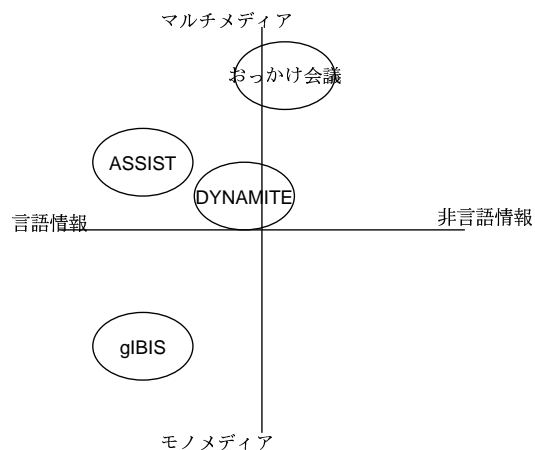 マルチメディア
おっかけ会議
ASSIST
DYNAMITE
言語情報
非言語情報
gIBIS
モノメディア